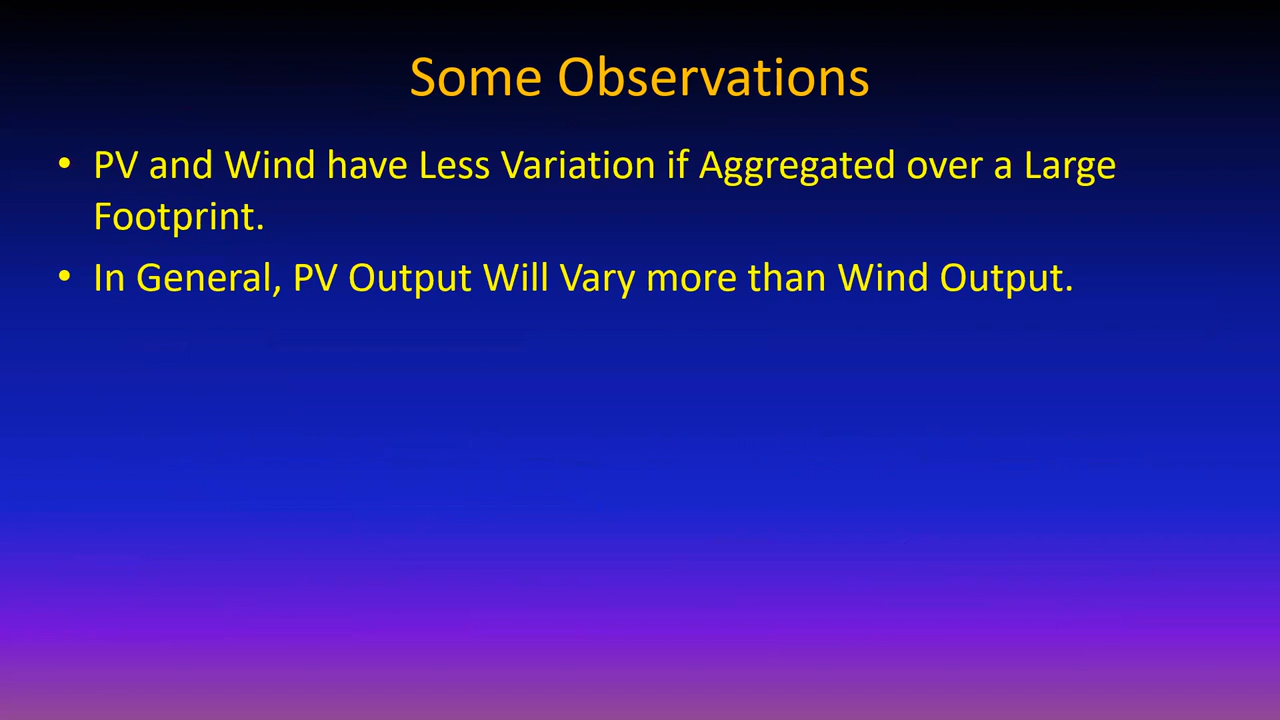 Some Observations
• PV and Wind have Less Variation if Aggregated over a Large
Footprint.
• In General, PV Output Will Vary more than Wind Output.